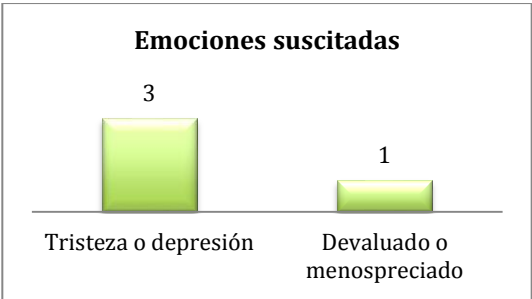 Emociones suscitadas
3
1
Tristeza o depresión
Devaluado o
menospreciado